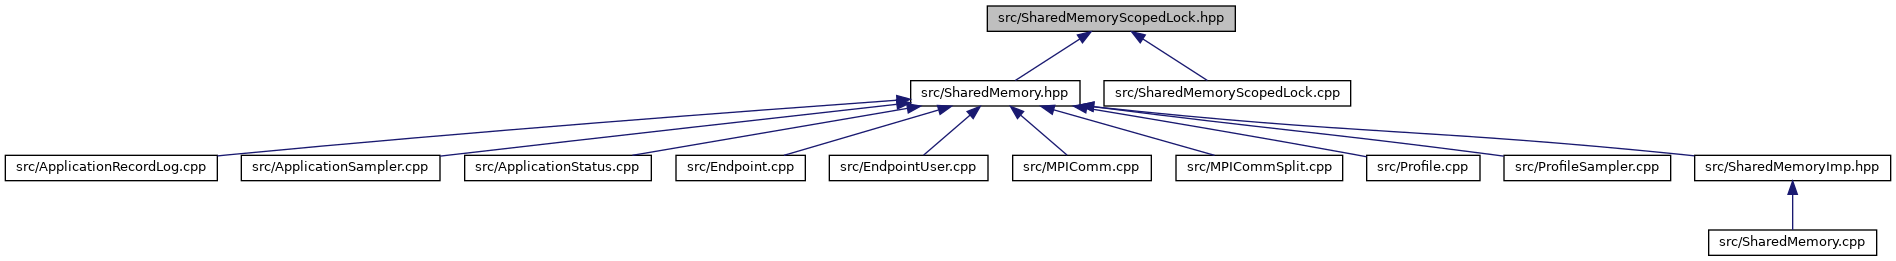 src/SharedMemoryScopedLock.hpp
src/SharedMemory.hpp
src/SharedMemoryScopedLock.cpp
src/ApplicationRecordLog.cpp
src/ApplicationSampler.cpp
src/ApplicationStatus.cpp
src/Endpoint.cpp
src/EndpointUser.cpp
src/MPIComm.cpp
src/MPICommSplit.cpp
src/Profile.cpp
src/ProfileSampler.cpp
src/SharedMemoryImp.hpp
src/SharedMemory.cpp